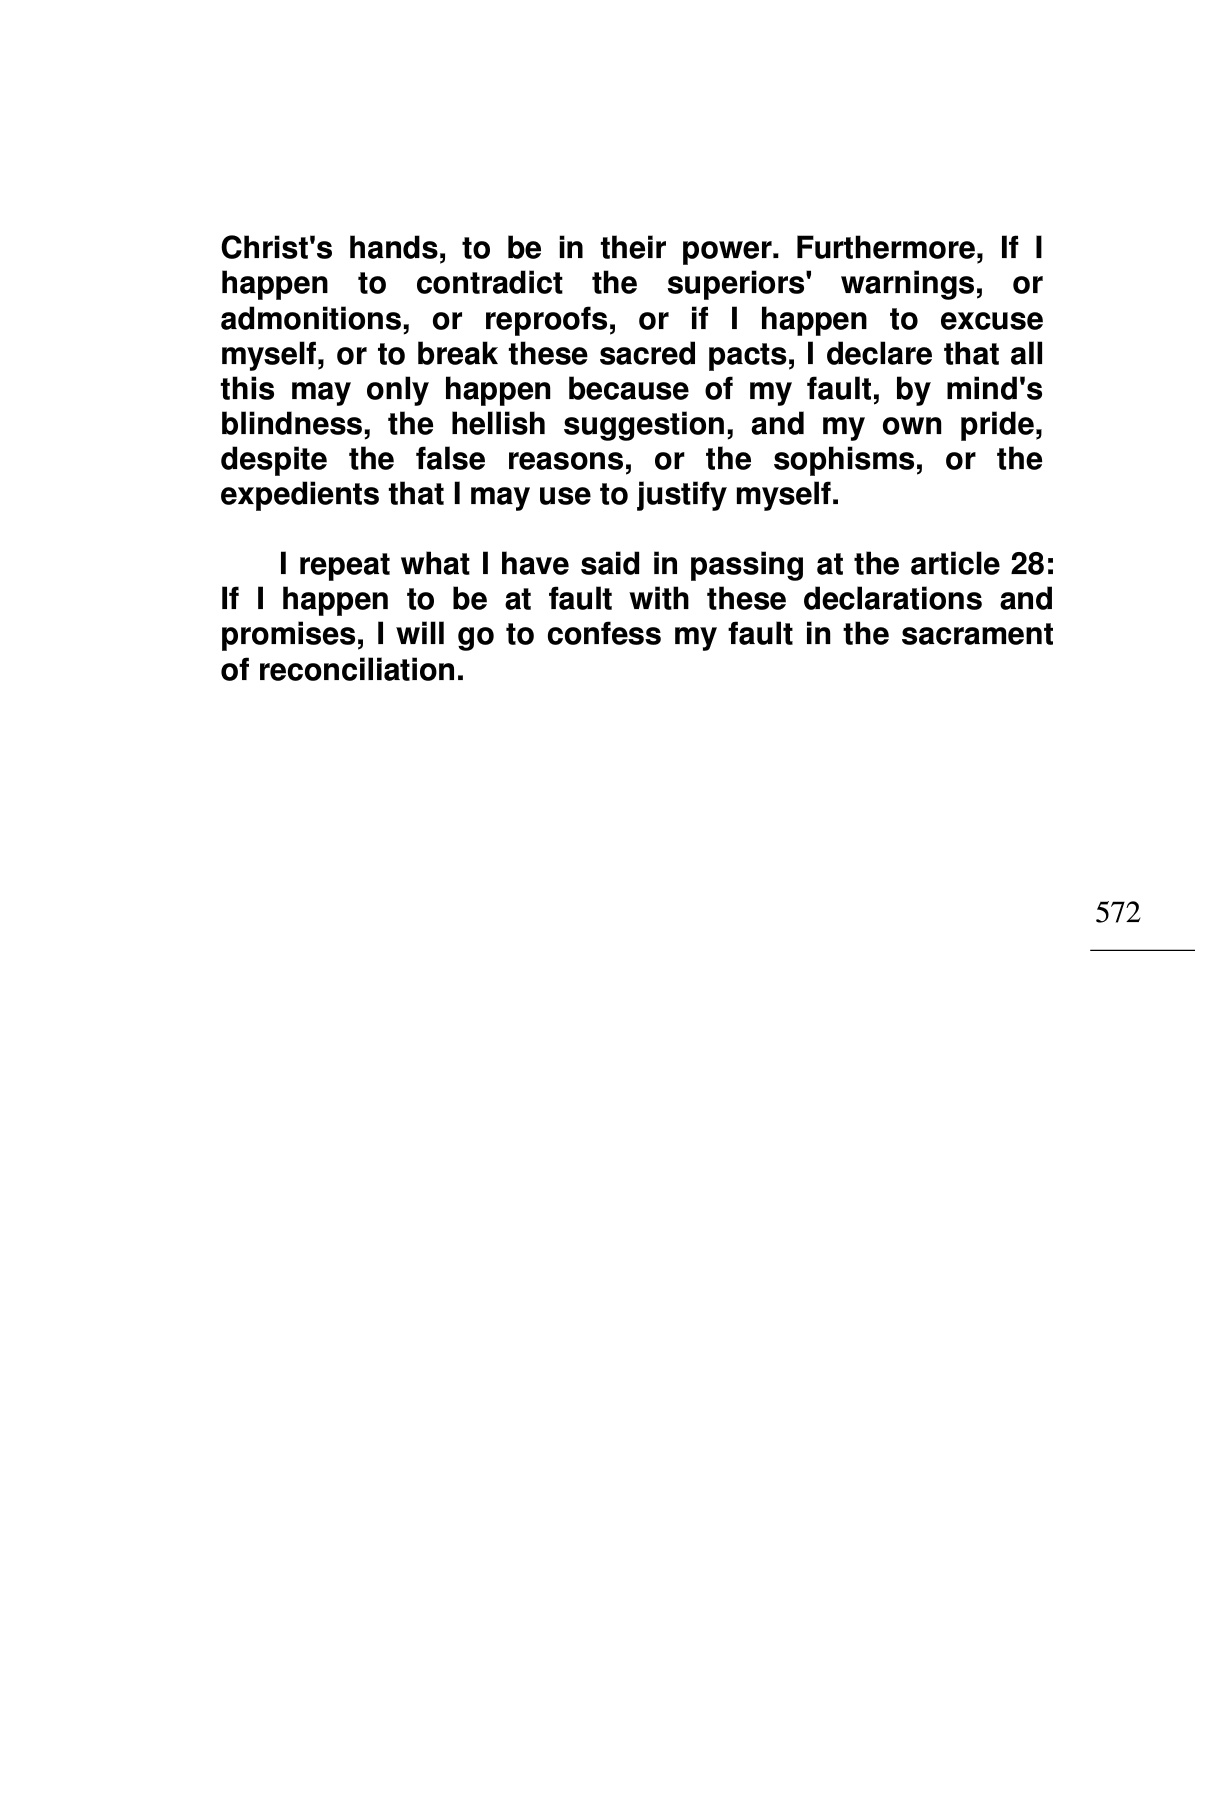 Christ's hands, to be in their power. Furthermore, If I
happen to contradict the superiors' warnings, or
admonitions, or reproofs, or if I happen to excuse
myself, or to break these sacred pacts, I declare that all
this may only happen because of my fault, by mind's
blindness, the hellish suggestion, and my own pride,
despite the false reasons, or the sophisms, or the
expedients that I may use to justify myself.
I repeat what I have said in passing at the article 28:
If I happen to be at fault with these declarations and
promises, I will go to confess my fault in the sacrament
of reconciliation.
572